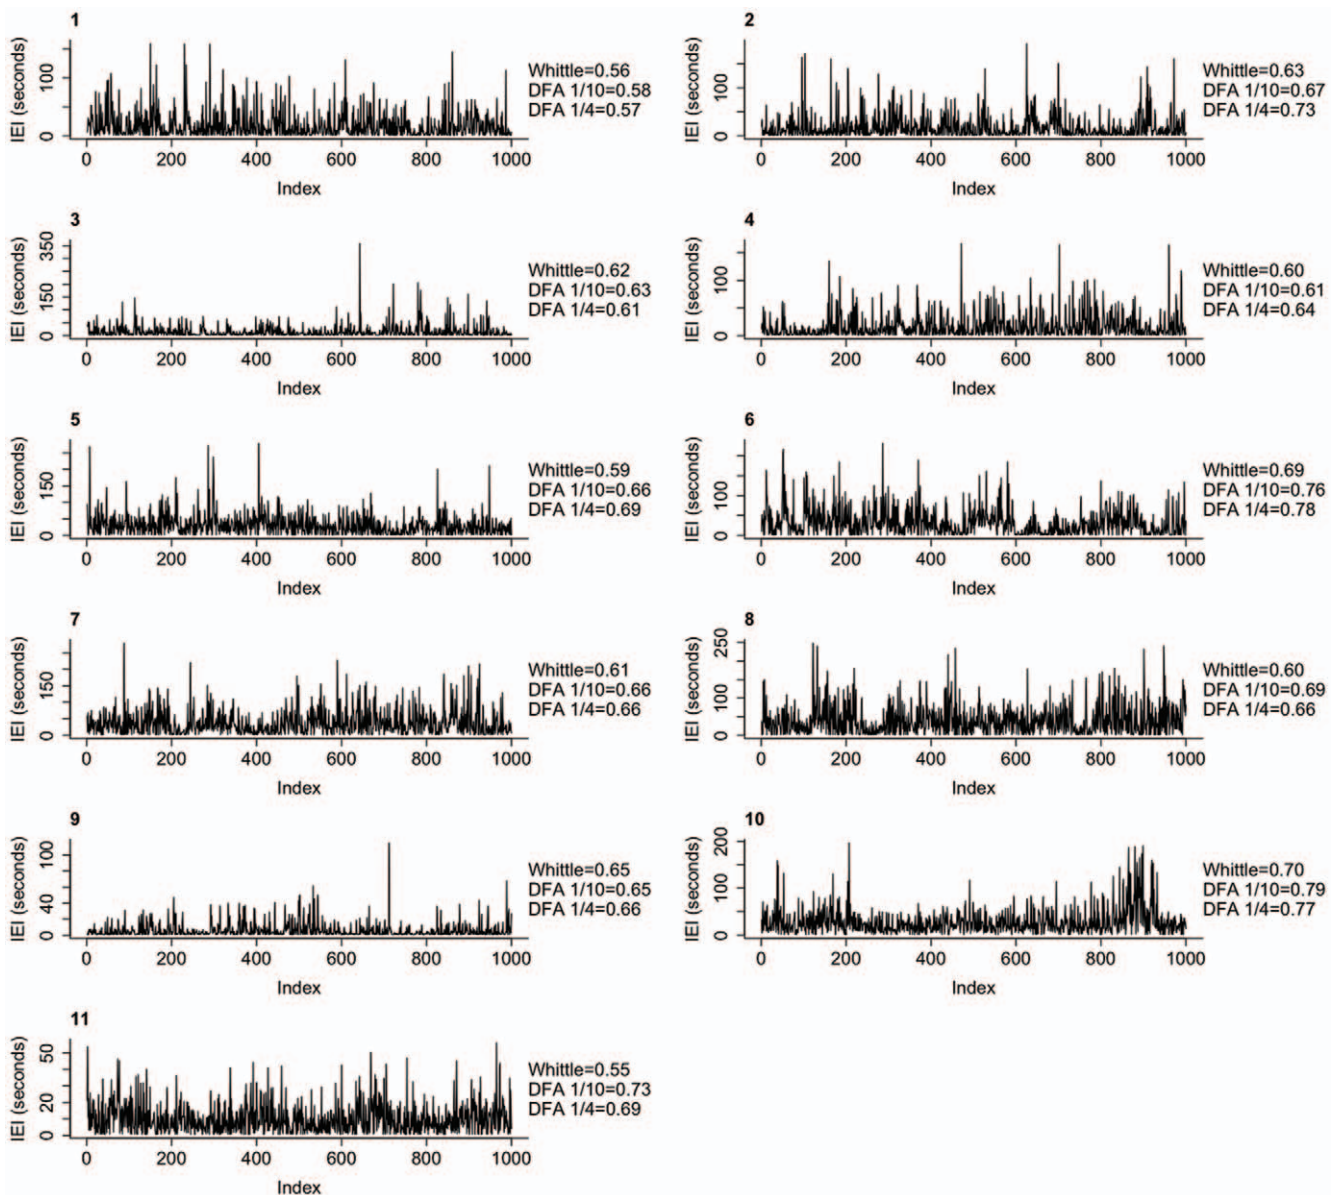 1
IEI (seconds)
0 100
0 200 400 600 800 1000
Index
Whittle=0.56
DFA 1/10=0.58
DFA 1/4=0.57
2
IEI (seconds)
0 100
0 200 400 600 800 1000
Index
Whittle=0.63
DFA 1/10=0.67
DFA 1/4=0.73
3
IEI (seconds)
0 150 350
0 200 400 600 800 1000
Index
Whittle=0.62
DFA 1/10=0.63
DFA 1/4=0.61
4
IEI (seconds)
0 100
0 200 400 600 800 1000
Index
Whittle=0.60
DFA 1/10=0.61
DFA 1/4=0.64
5
IEI (seconds)
0 150
0 200 400 600 800 1000
Index
Whittle=0.59
DFA 1/10=0.66
DFA 1/4=0.69
6
IEI (seconds)
0 100
0 200 400 600 800 1000
Index
Whittle=0.69
DFA 1/10=0.76
DFA 1/4=0.78
7
IEI (seconds)
0 150
0 200 400 600 800 1000
Index
Whittle=0.61
DFA 1/10=0.66
DFA 1/4=0.66
8
IEI (seconds)
0 100 250
0 200 400 600 800 1000
Index
Whittle=0.60
DFA 1/10=0.69
DFA 1/4=0.66
9
IEI (seconds)
0 40 100
0 200 400 600 800 1000
Index
Whittle=0.65
DFA 1/10=0.65
DFA 1/4=0.66
10
IEI (seconds)
0 100 200
0 200 400 600 800 1000
Index
Whittle=0.70
DFA 1/10=0.79
DFA 1/4=0.77
11
IEI (seconds)
0 20 50
0 200 400 600 800 1000
Index
Whittle=0.55
DFA 1/10=0.73
DFA 1/4=0.69